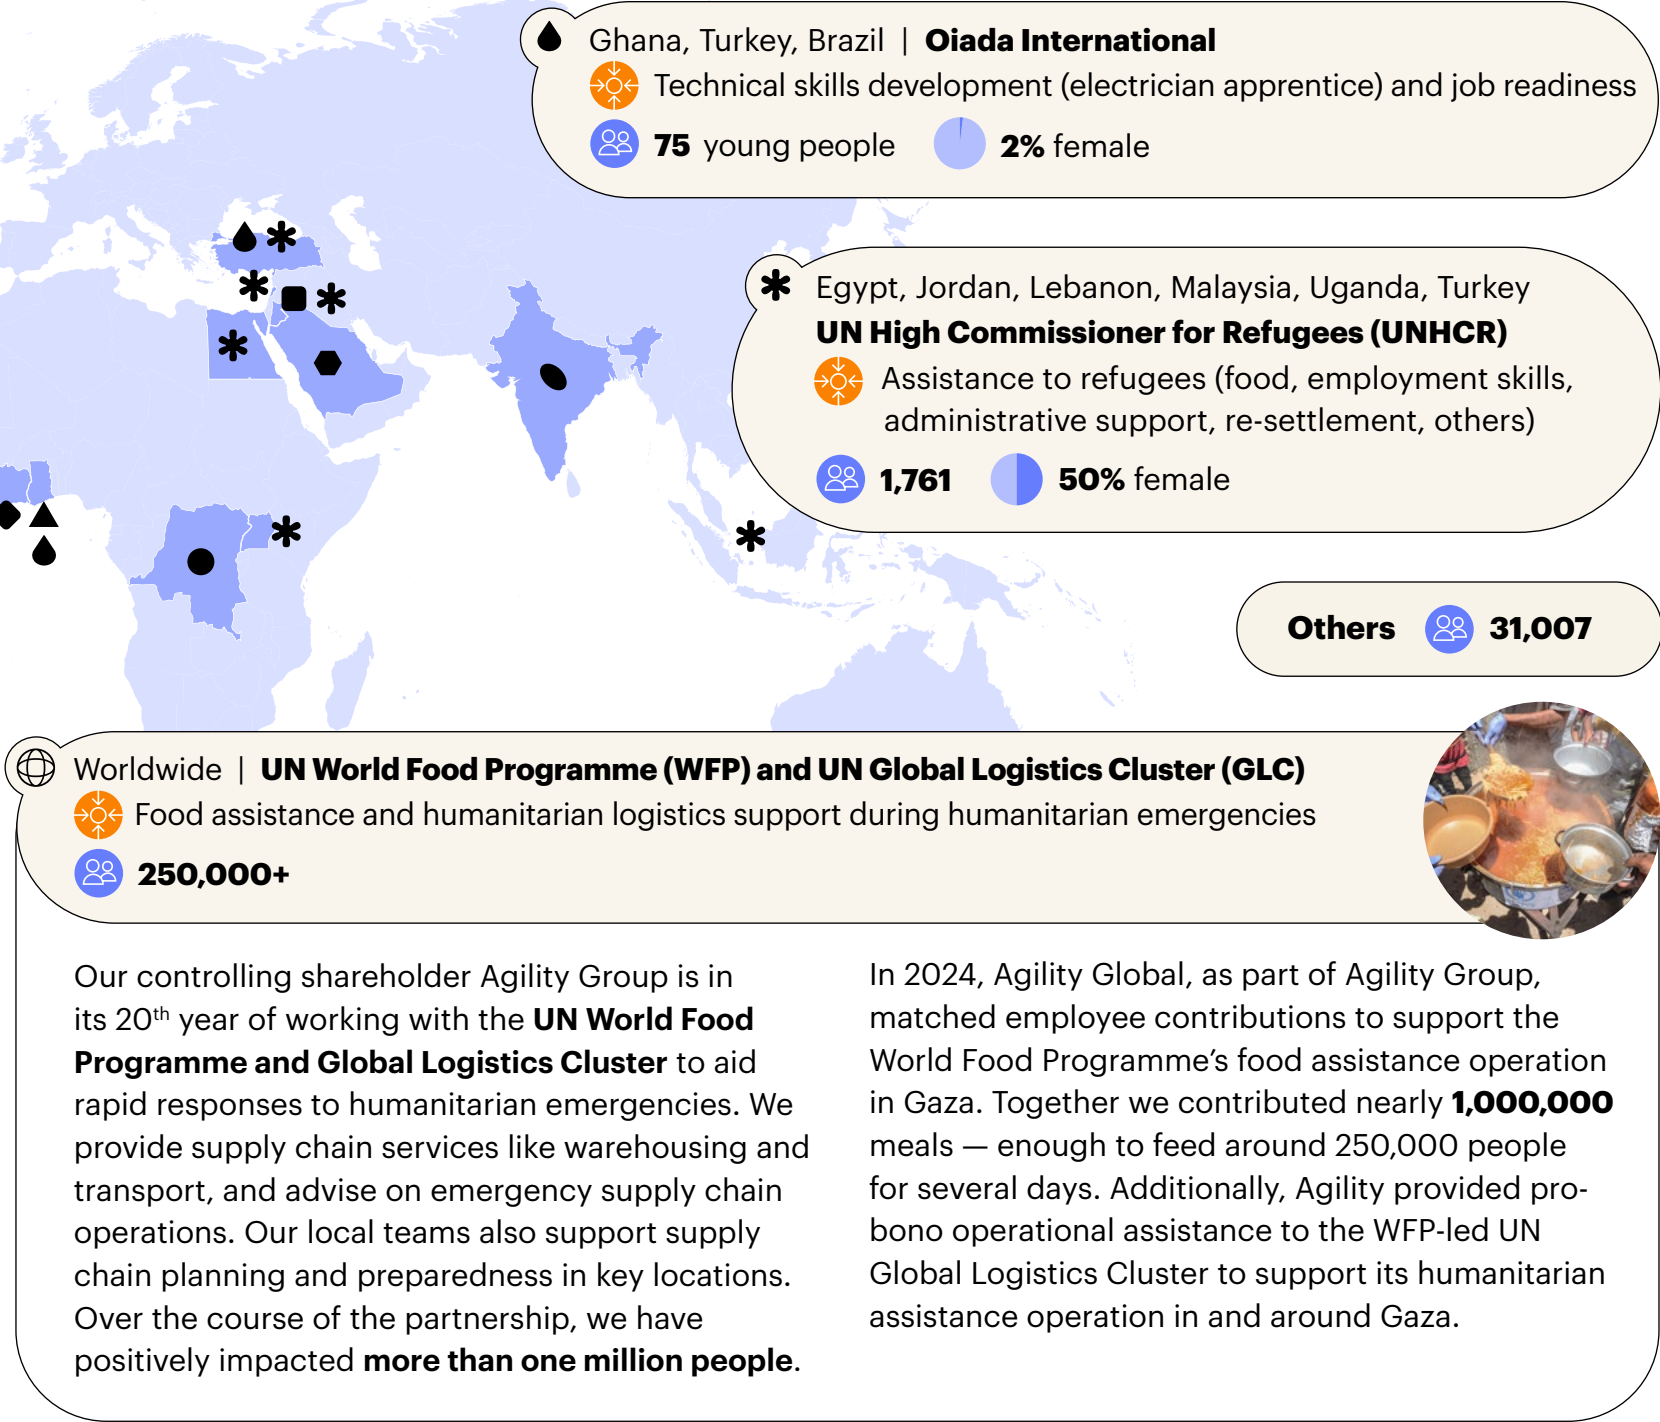 Ghana, Turkey, Brazil | Oiada International
Technical skills development (electrician apprentice) and job readiness
75 young people 2% female
Egypt, Jordan, Lebanon, Malaysia, Uganda, Turkey
UN High Commissioner for Refugees (UNHCR)
Assistance to refugees (food, employment skills,
administrative support, re-settlement, others)
1,761 50% female
Others 31,007
Worldwide | UN World Food Programme (WFP) and UN Global Logistics Cluster (GLC)
Food assistance and humanitarian logistics support during humanitarian emergencies
250,000+
Our controlling shareholder Agility Group is in
its 20th year of working with the UN World Food
Programme and Global Logistics Cluster to aid
rapid responses to humanitarian emergencies. We
provide supply chain services like warehousing and
transport, and advise on emergency supply chain
operations. Our local teams also support supply
chain planning and preparedness in key locations.
Over the course of the partnership, we have
positively impacted more than one million people.
In 2024, Agility Global, as part of Agility Group,
matched employee contributions to support the
World Food Programme’s food assistance operation
in Gaza. Together we contributed nearly 1,000,000
meals — enough to feed around 250,000 people
for several days. Additionally, Agility provided pro-
bono operational assistance to the WFP-led UN
Global Logistics Cluster to support its humanitarian
assistance operation in and around Gaza.